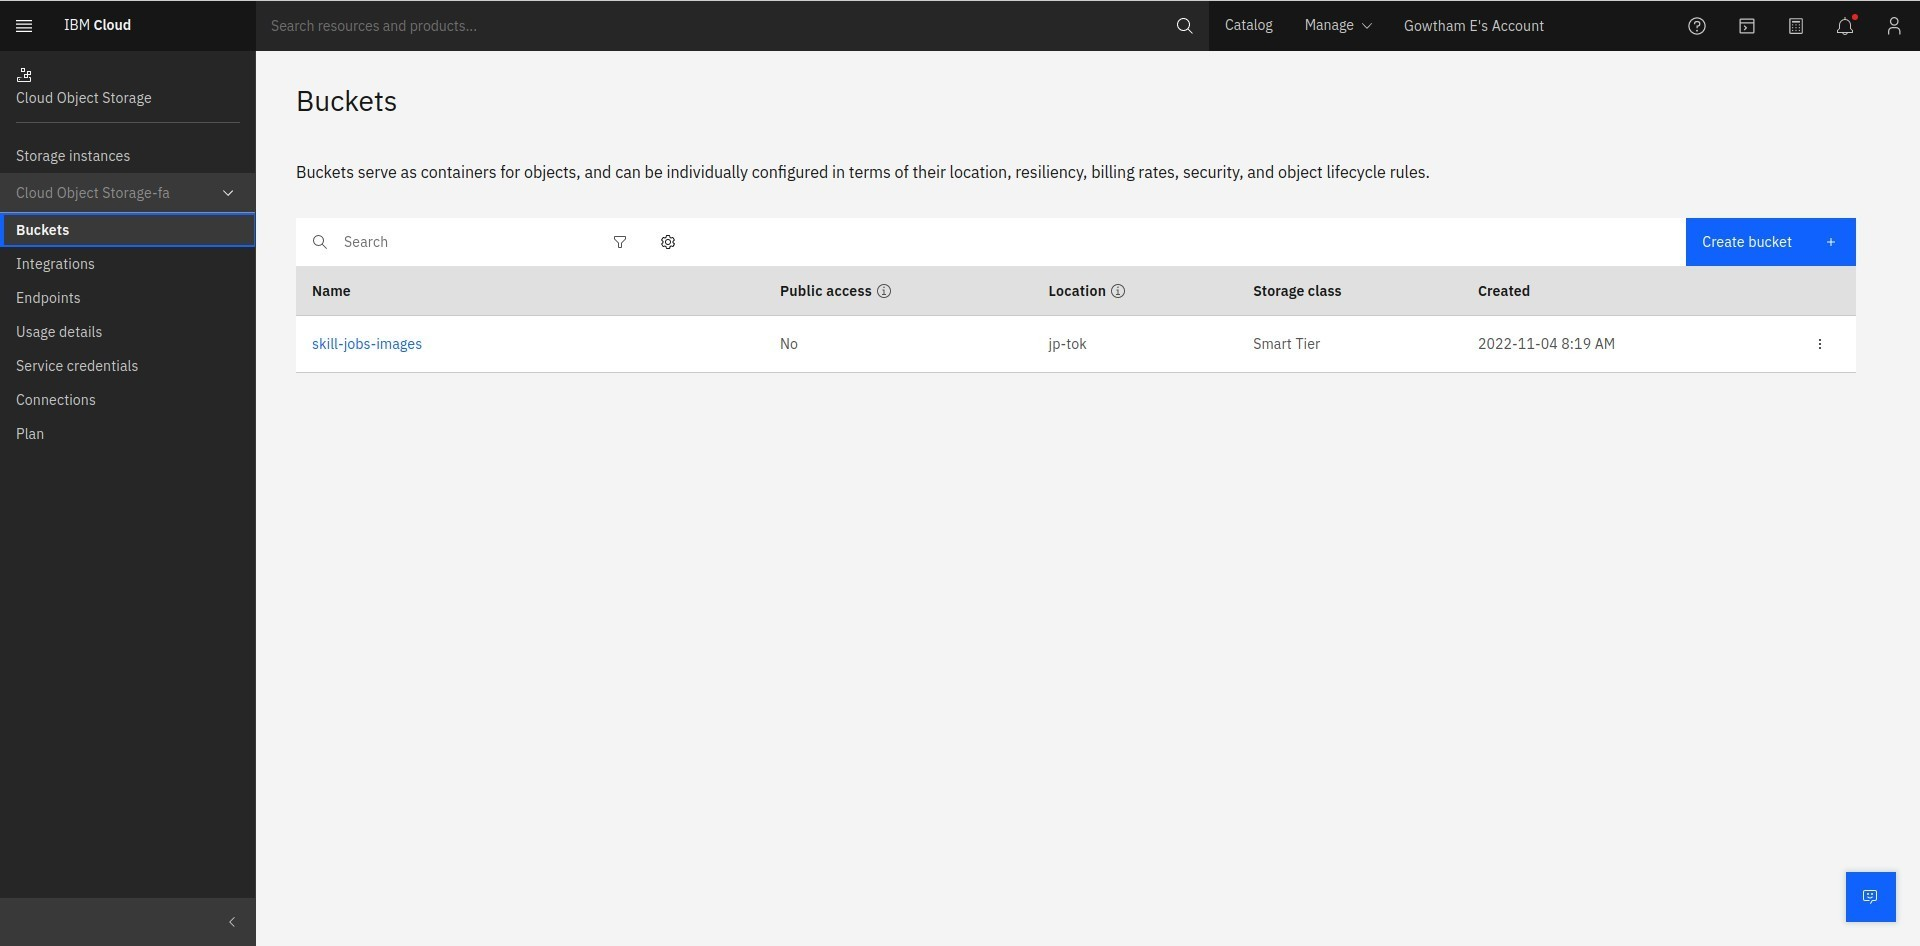 IBM Cloud
Search resources and products...
Catalog
Manage
Gowtham E's Account
Cloud Object Storage
Storage instances
Cloud Object Storage-fa
Buckets
Integrations
Endpoints
Usage details
Service credentials
Connections
Plan
Buckets
Buckets serve as containers for objects, and can be individually configured in terms of their location, resiliency, billing rates, security, and object lifecycle rules.
Search
Create bucket +
Name Public access Location Storage class Created
skill-jobs-images No jp-tok Smart Tier 2022-11-04 8:19 AM